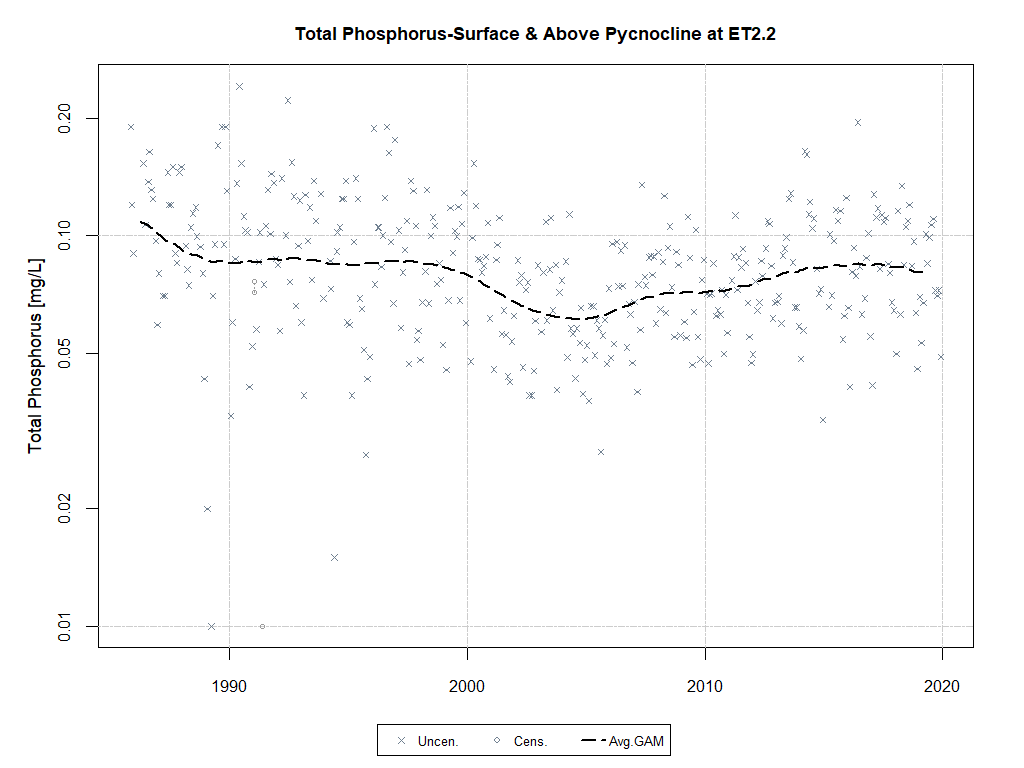 Total Phosphorus-Surface & Above Pycnocline at ET2.2
Total Phosphorus [mg/L]
0.20
0.10
0.05
0.02
0.01
1990 2000 2010 2020
Uncen. Cens. Avg.GAM